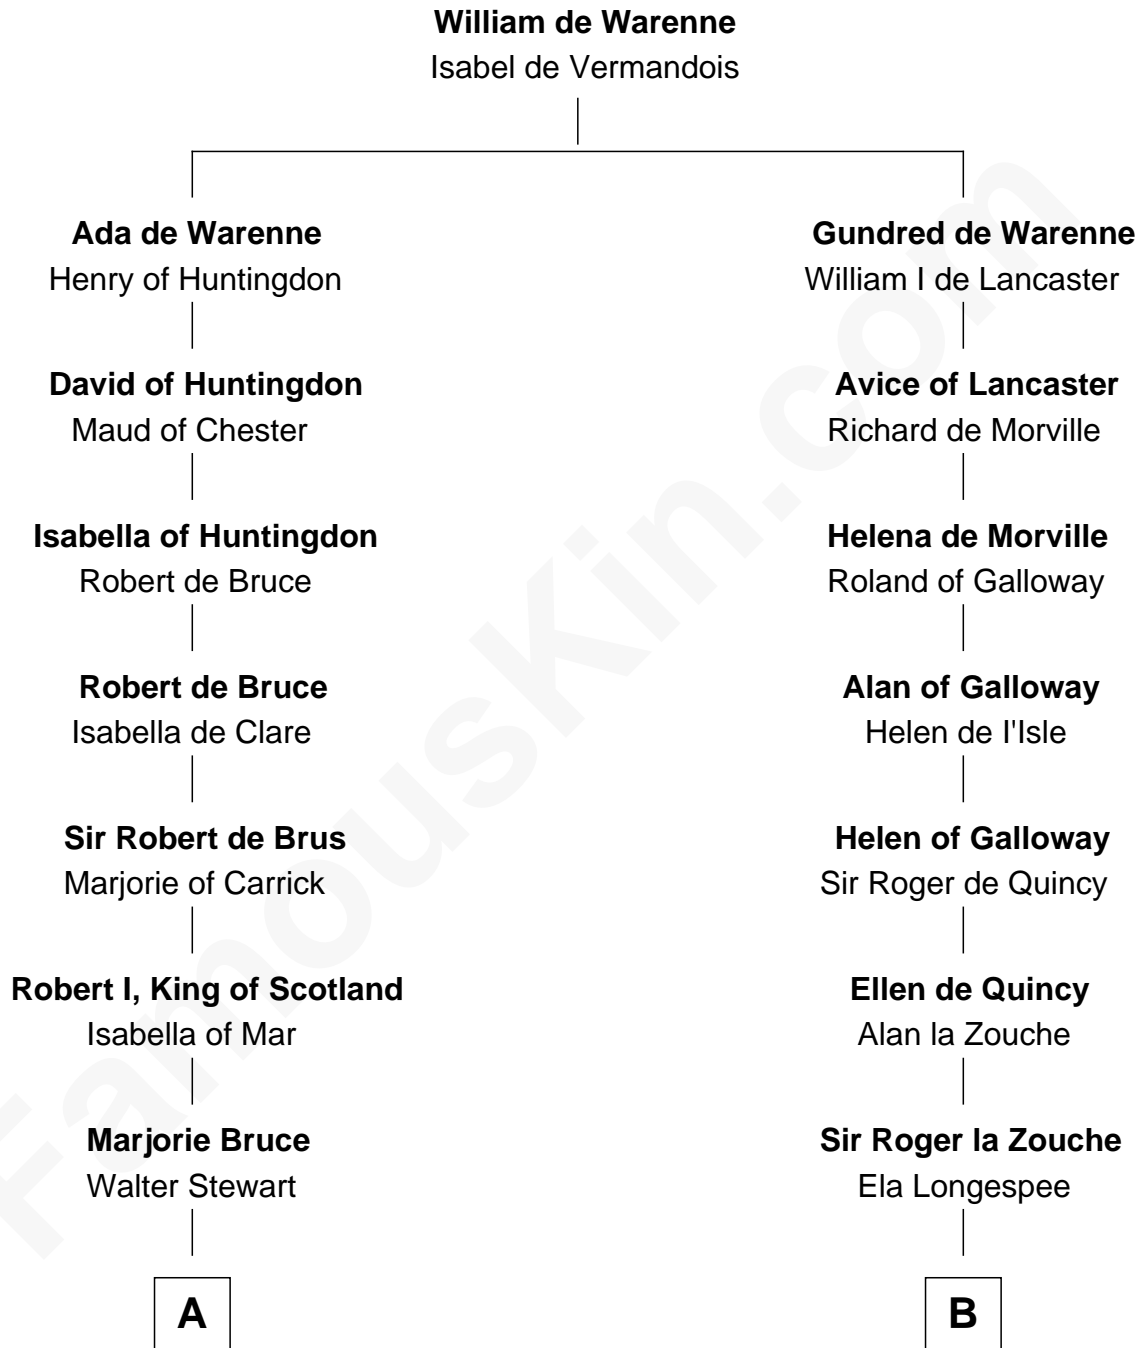 William de Warenne
Isabel de Vermandois
Ada de Warenne
Henry of Huntingdon
David of Huntingdon
Maud of Chester
Isabella of Huntingdon
Robert de Bruce
Robert de Bruce
Isabella de Clare
Sir Robert de Brus
Marjorie of Carrick
Robert I, King of Scotland
Isabella of Mar
Marjorie Bruce
Walter Stewart
A
Gundred de Warenne
William I de Lancaster
Avice of Lancaster
Richard de Morville
Helena de Morville
Roland of Galloway
Alan of Galloway
Helen de I'Isle
Helen of Galloway
Sir Roger de Quincy
Ellen de Quincy
Alan la Zouche
Sir Roger la Zouche
Ela Longespee
B
FamousKin.com